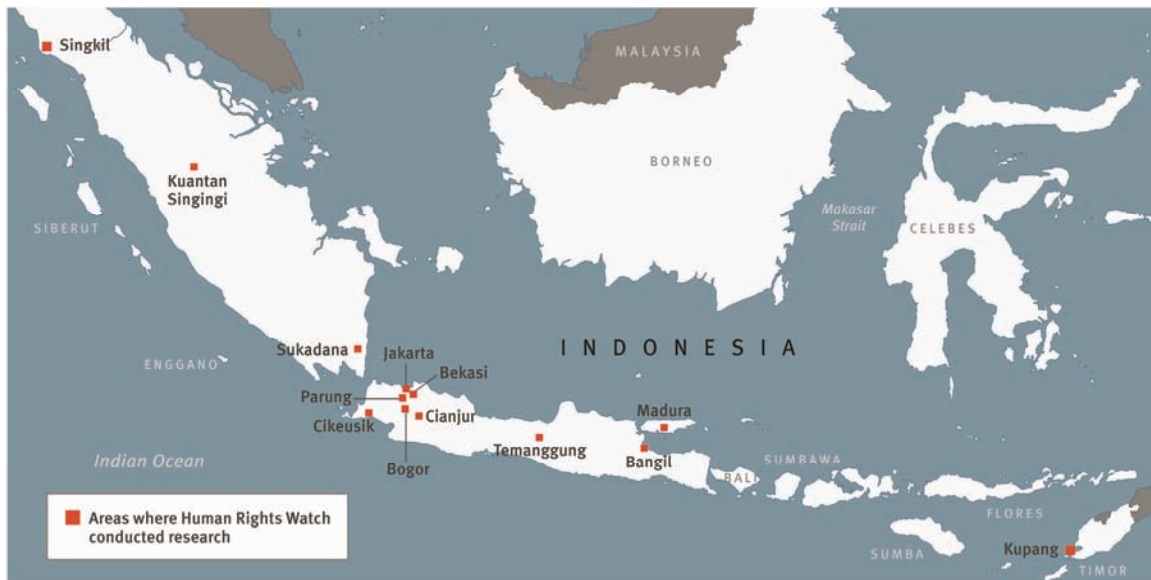 Singkil
MALAYSIA
BORNEO
Kuantan
Singingi
SIBERUT
Makasar
Strait
CELEBES
INDONESIA
Sukadana
Jakarta
ENGGANO
Bekasi
Parung
Cikeusik
Cianjur
Madura
Temanggung
Bogor
Bangil
Indian Ocean
SUMBAWA
BALI
FLORES
Areas where Human Rights Watch
conducted research
SUMBA
Kupang
TIMOR